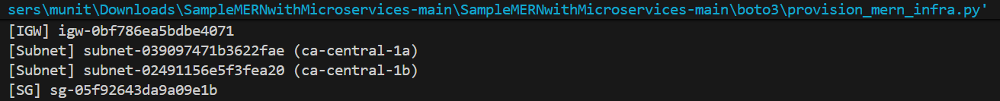 sers\munit\Downloads\SampleMERNwithMicroservices-main\SampleMERNwithMicroservices-main\boto3\provision_mern_infra.py'
[IGW] igw-0bf786ea5bdbe4071
[Subnet] subnet-039097471b3622fae (ca-central-1a)
[Subnet] subnet-02491156e5f3fea20 (ca-central-1b)
[SG] sg-05f92643da9a09e1b